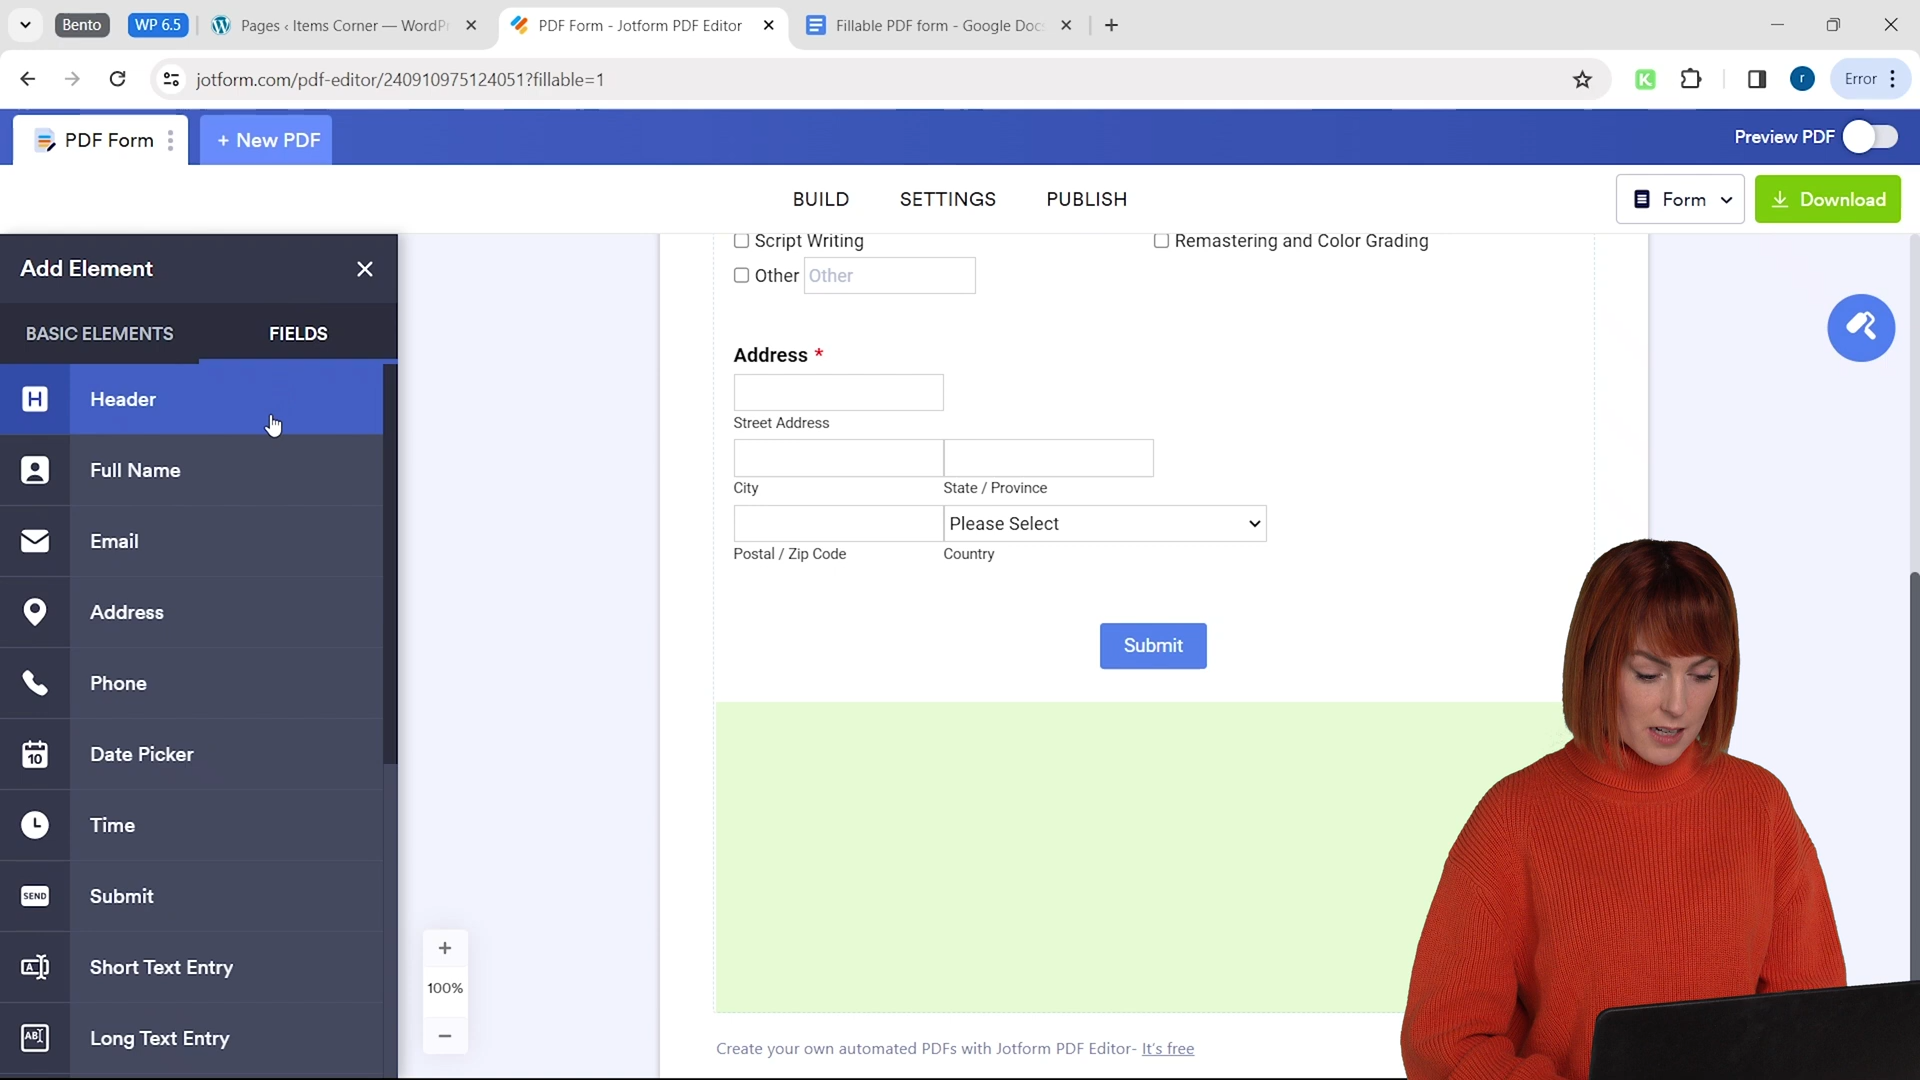 Bento
WP 6.5
Pages ‹ Items Corner — WordPr
PDF Form - Jotform PDF Editor
Fillable PDF form - Google Doc
jotform.com/pdf-editor/240910975124051?fillable=1
K
r
Error
PDF Form
+ New PDF
Preview PDF
BUILD
SETTINGS
PUBLISH
Form
Download
Add Element
BASIC ELEMENTS
FIELDS
H
Header
Full Name
Email
Address
Phone
10
Date Picker
Time
SEND
Submit
A
Short Text Entry
AB
Long Text Entry
+
100%
−
Script Writing
Remastering and Color Grading
Other
Other
Address *
Street Address
City
State / Province
Please Select
Postal / Zip Code
Country
Submit
Create your own automated PDFs with Jotform PDF Editor- It's free